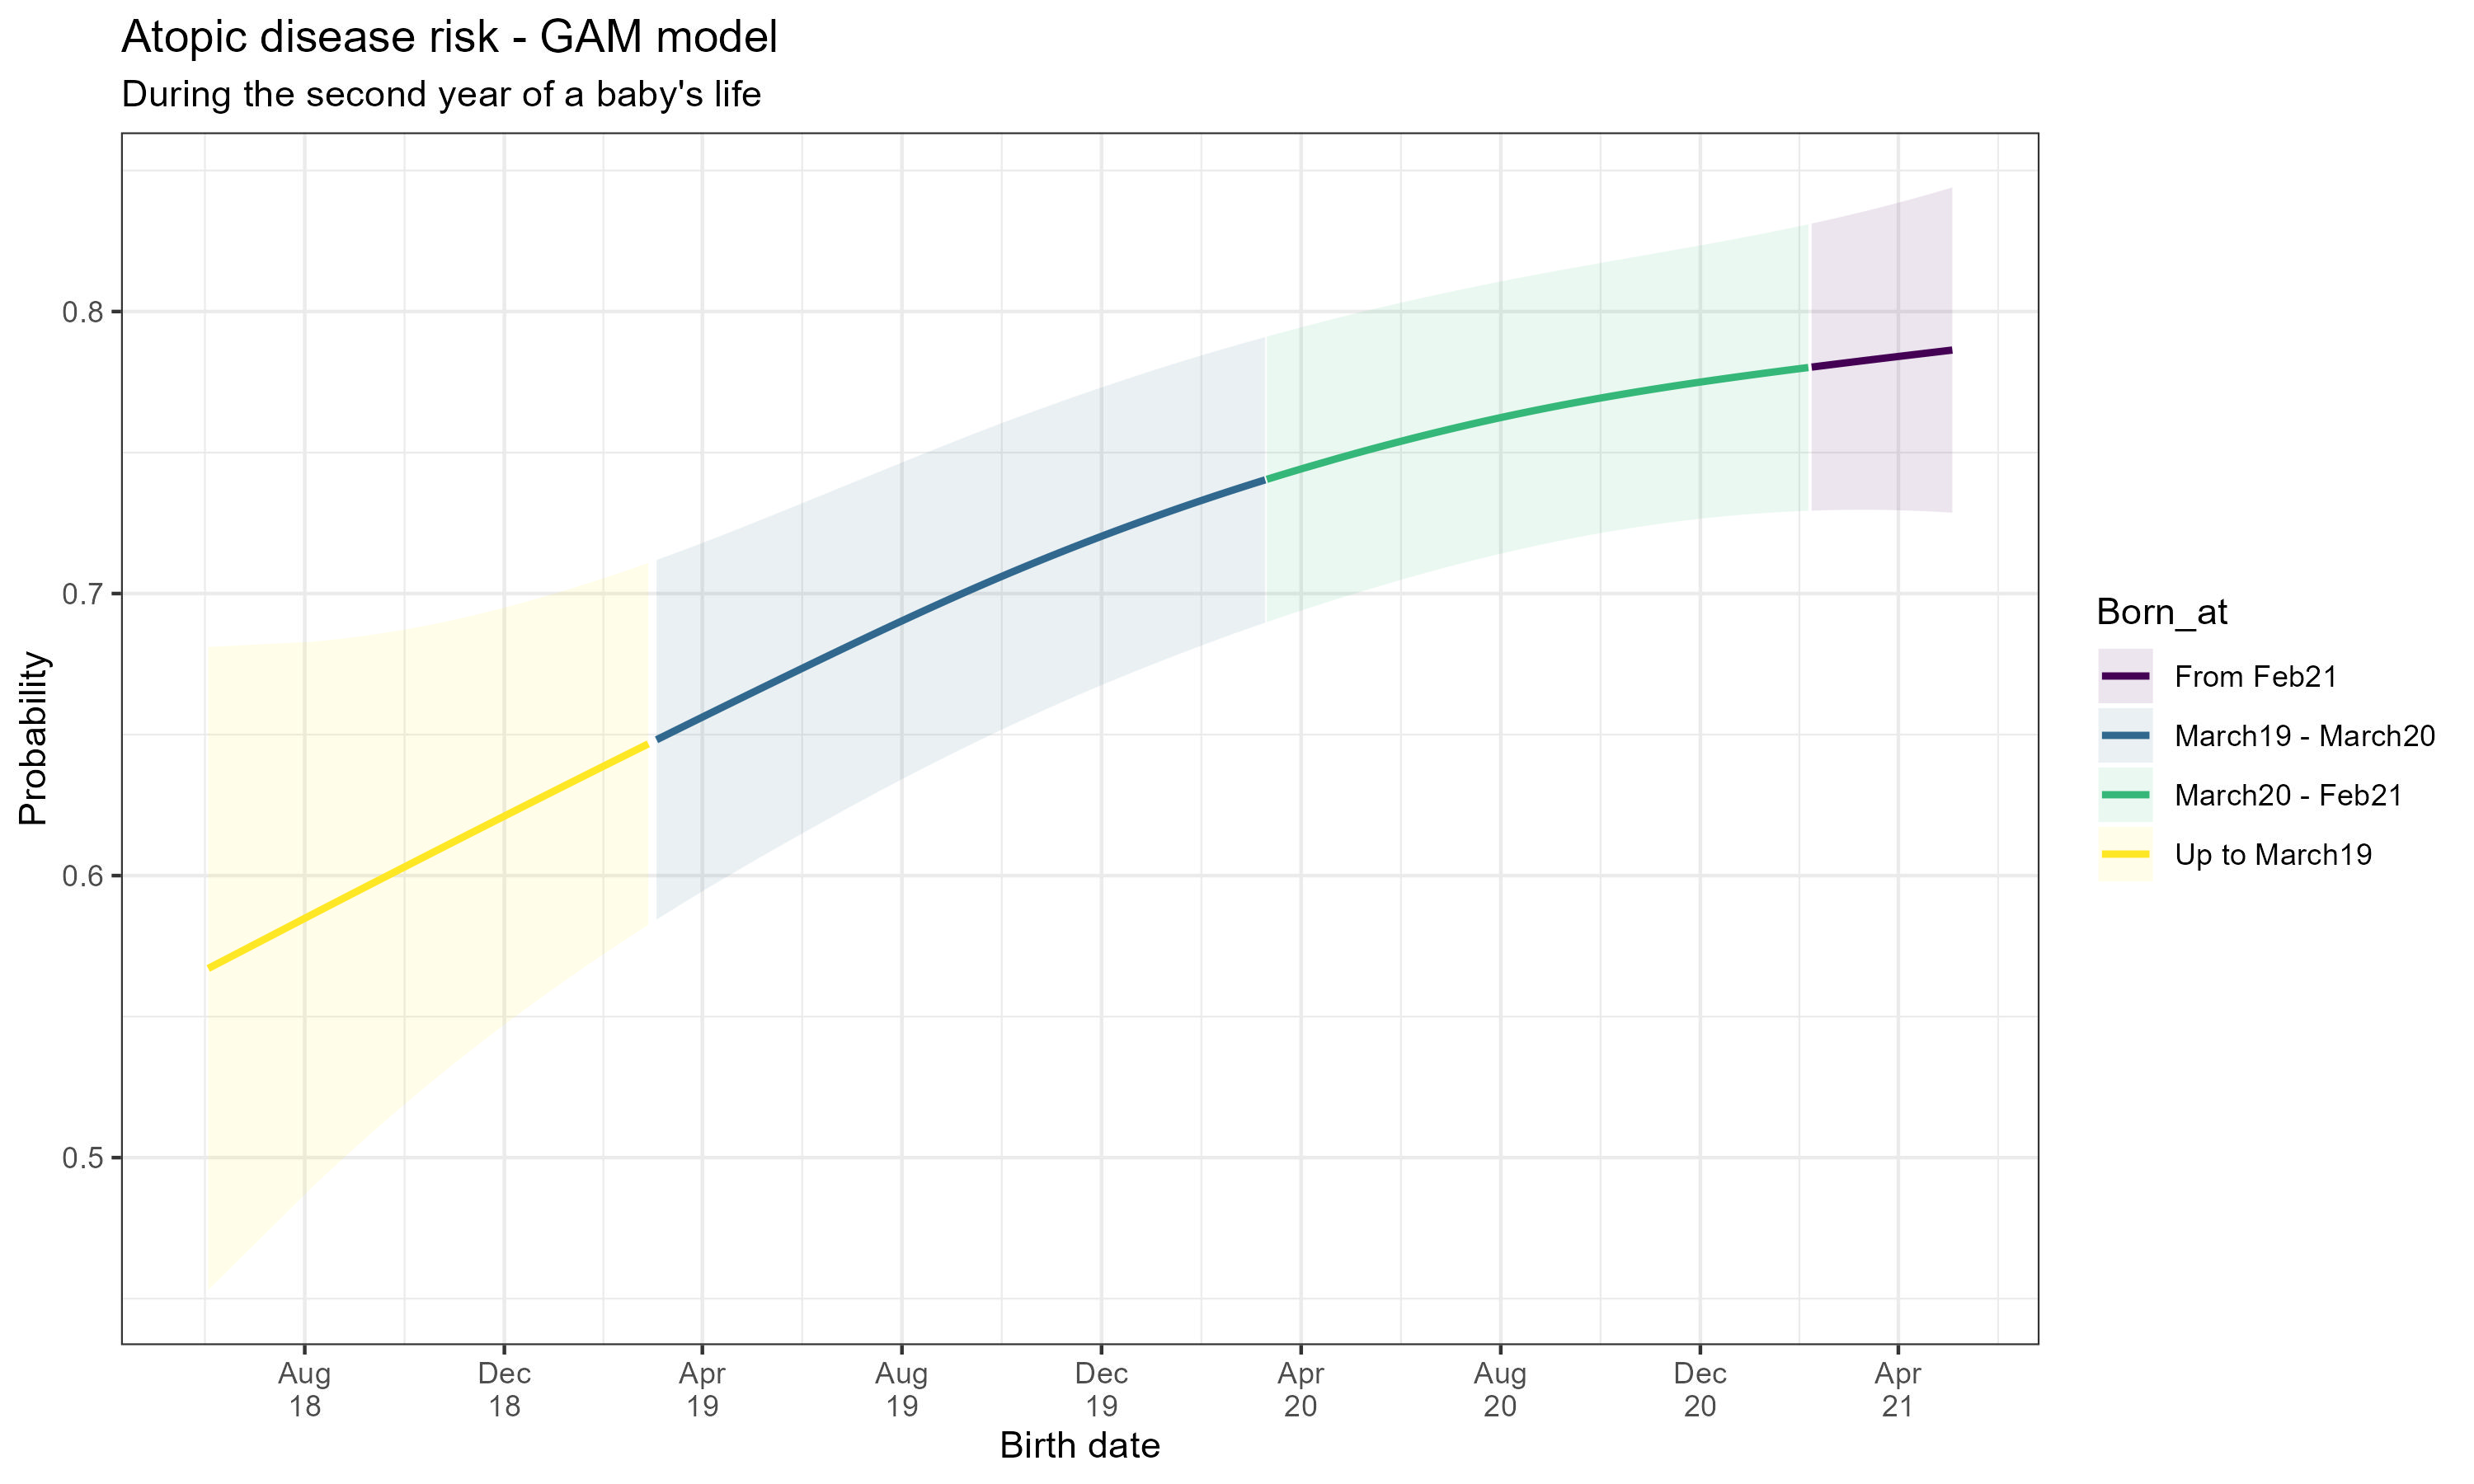 Atopic disease risk - GAM model
During the second year of a baby's life
Probability
0.8
0.7
0.6
0.5
Aug
18
Dec
18
Apr
19
Aug
19
Dec
19
Apr
20
Aug
20
Dec
20
Apr
21
Birth date
Born_at
From Feb21
March19 - March20
March20 - Feb21
Up to March19